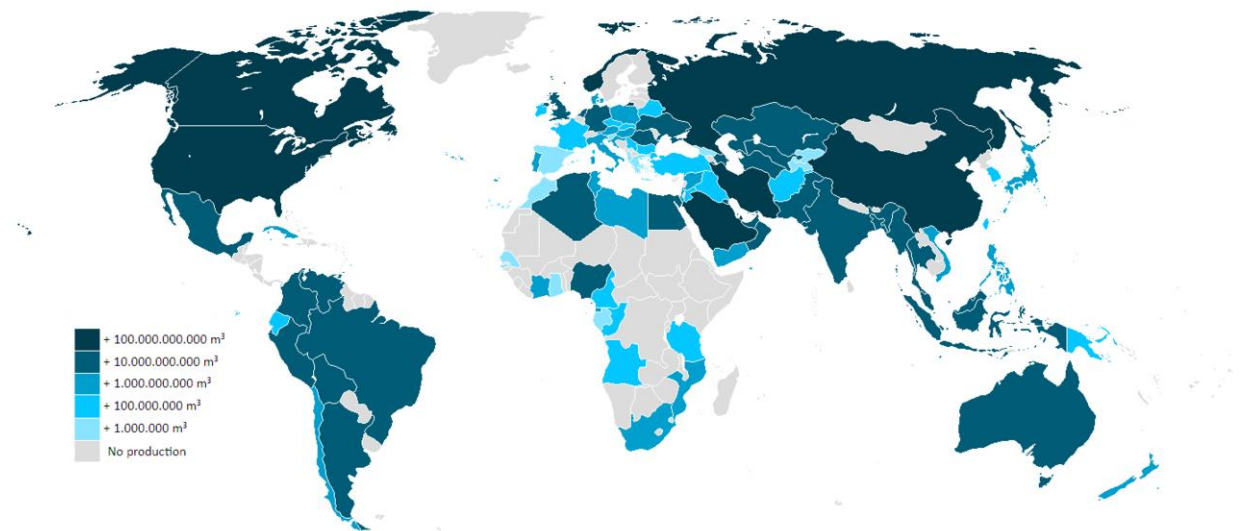 + 100.000.000.000 m³
+ 10.000.000.000 m³
+ 1.000.000.000 m³
+ 100.000.000 m³
+ 1.000.000 m³
No production